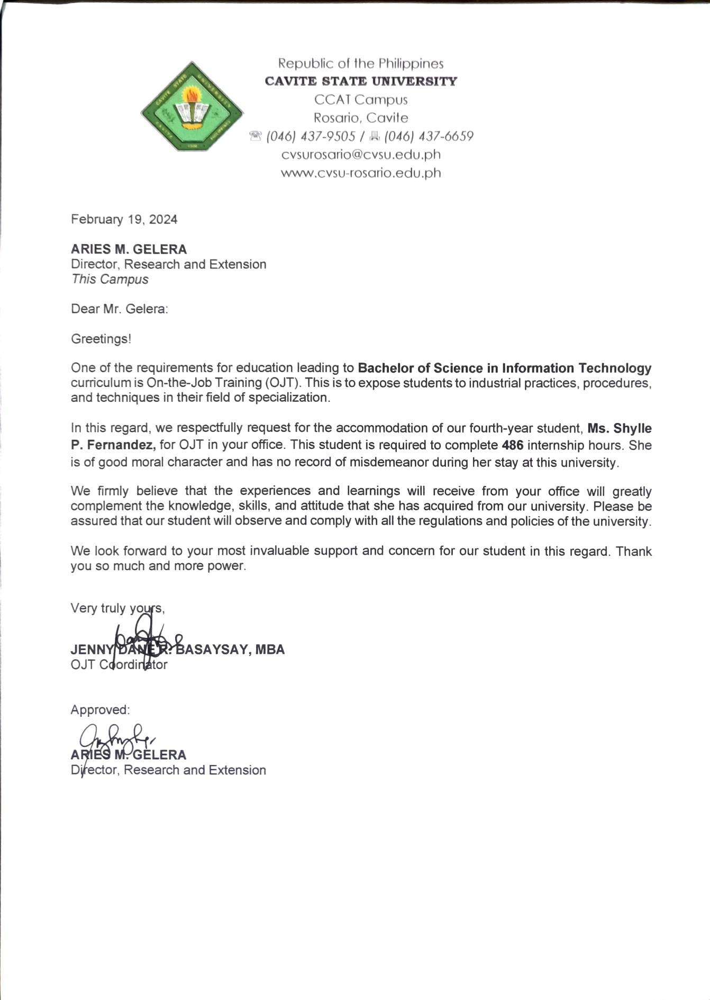 Republic of the Philippines
CAVITE STATE UNIVERSITY
CCAT Campus
Rosario, Cavite
(046) 437-9505 / (046) 437-6659
cvsurosario@cvsu.edu.ph
www.cvsu-rosario.edu.ph
CAVITE STATE UNIVERSITY
CAVITE PHILIPPINES
February 19, 2024
ARIES M. GELERA
Director, Research and Extension
This Campus
Dear Mr. Gelera:
Greetings!
One of the requirements for education leading to Bachelor of Science in Information Technology
curriculum is On-the-Job Training (OJT). This is to expose students to industrial practices, procedures,
and techniques in their field of specialization.
In this regard, we respectfully request for the accommodation of our fourth-year student, Ms. Shylle
P. Fernandez, for OJT in your office. This student is required to complete 486 internship hours. She
is of good moral character and has no record of misdemeanor during her stay at this university.
We firmly believe that the experiences and learnings will receive from your office will greatly
complement the knowledge, skills, and attitude that she has acquired from our university. Please be
assured that our student will observe and comply with all the regulations and policies of the university.
We look forward to your most invaluable support and concern for our student in this regard. Thank
you so much and more power.
Very truly yours,
JENNY DANE R. BASAYSAY, MBA
OJT Coordinator
Approved:
ARIES M. GELERA
Director, Research and Extension